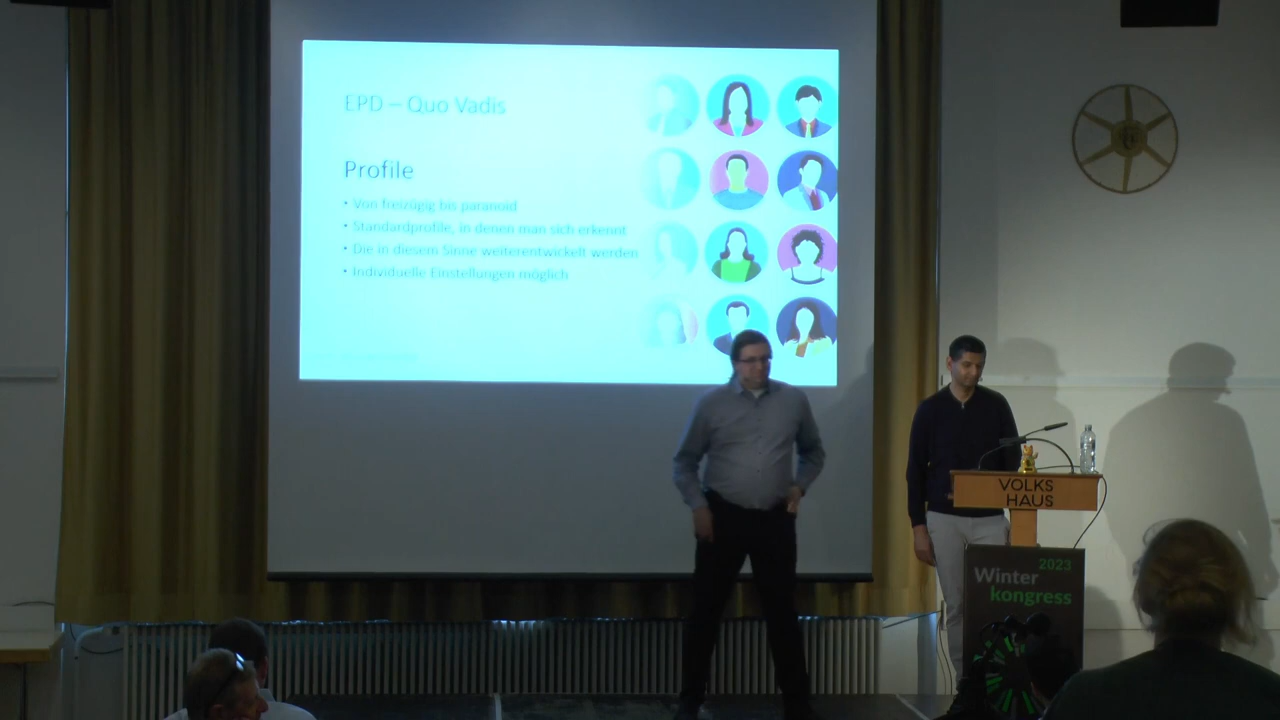 EPD – Quo Vadis
Profile
• Von freizügig bis paranoid
• Standardprofile, in denen man sich erkennt
• Die in diesem Sinne weiterentwickelt werden
• Individuelle Einstellungen möglich
VOLKS
HAUS
2023
Winter
kongress